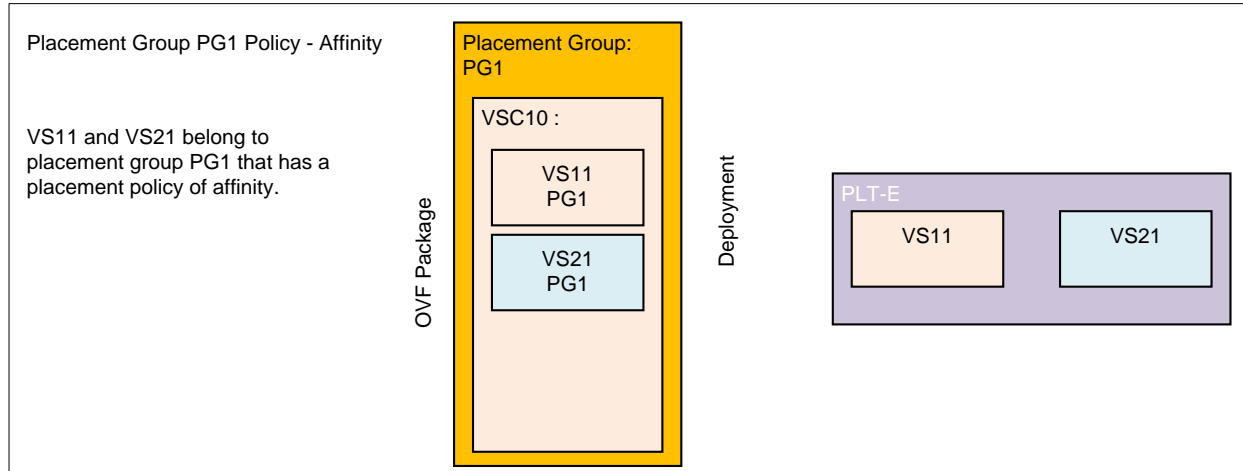 Placement Group PG1 Policy - Affinity
VS11 and VS21 belong to
placement group PG1 that has a
placement policy of affinity.
OVF Package
Placement Group:
PG1
VSC10 :
VS11
PG1
VS21
PG1
Deployment
PLT-E
VS11
VS21